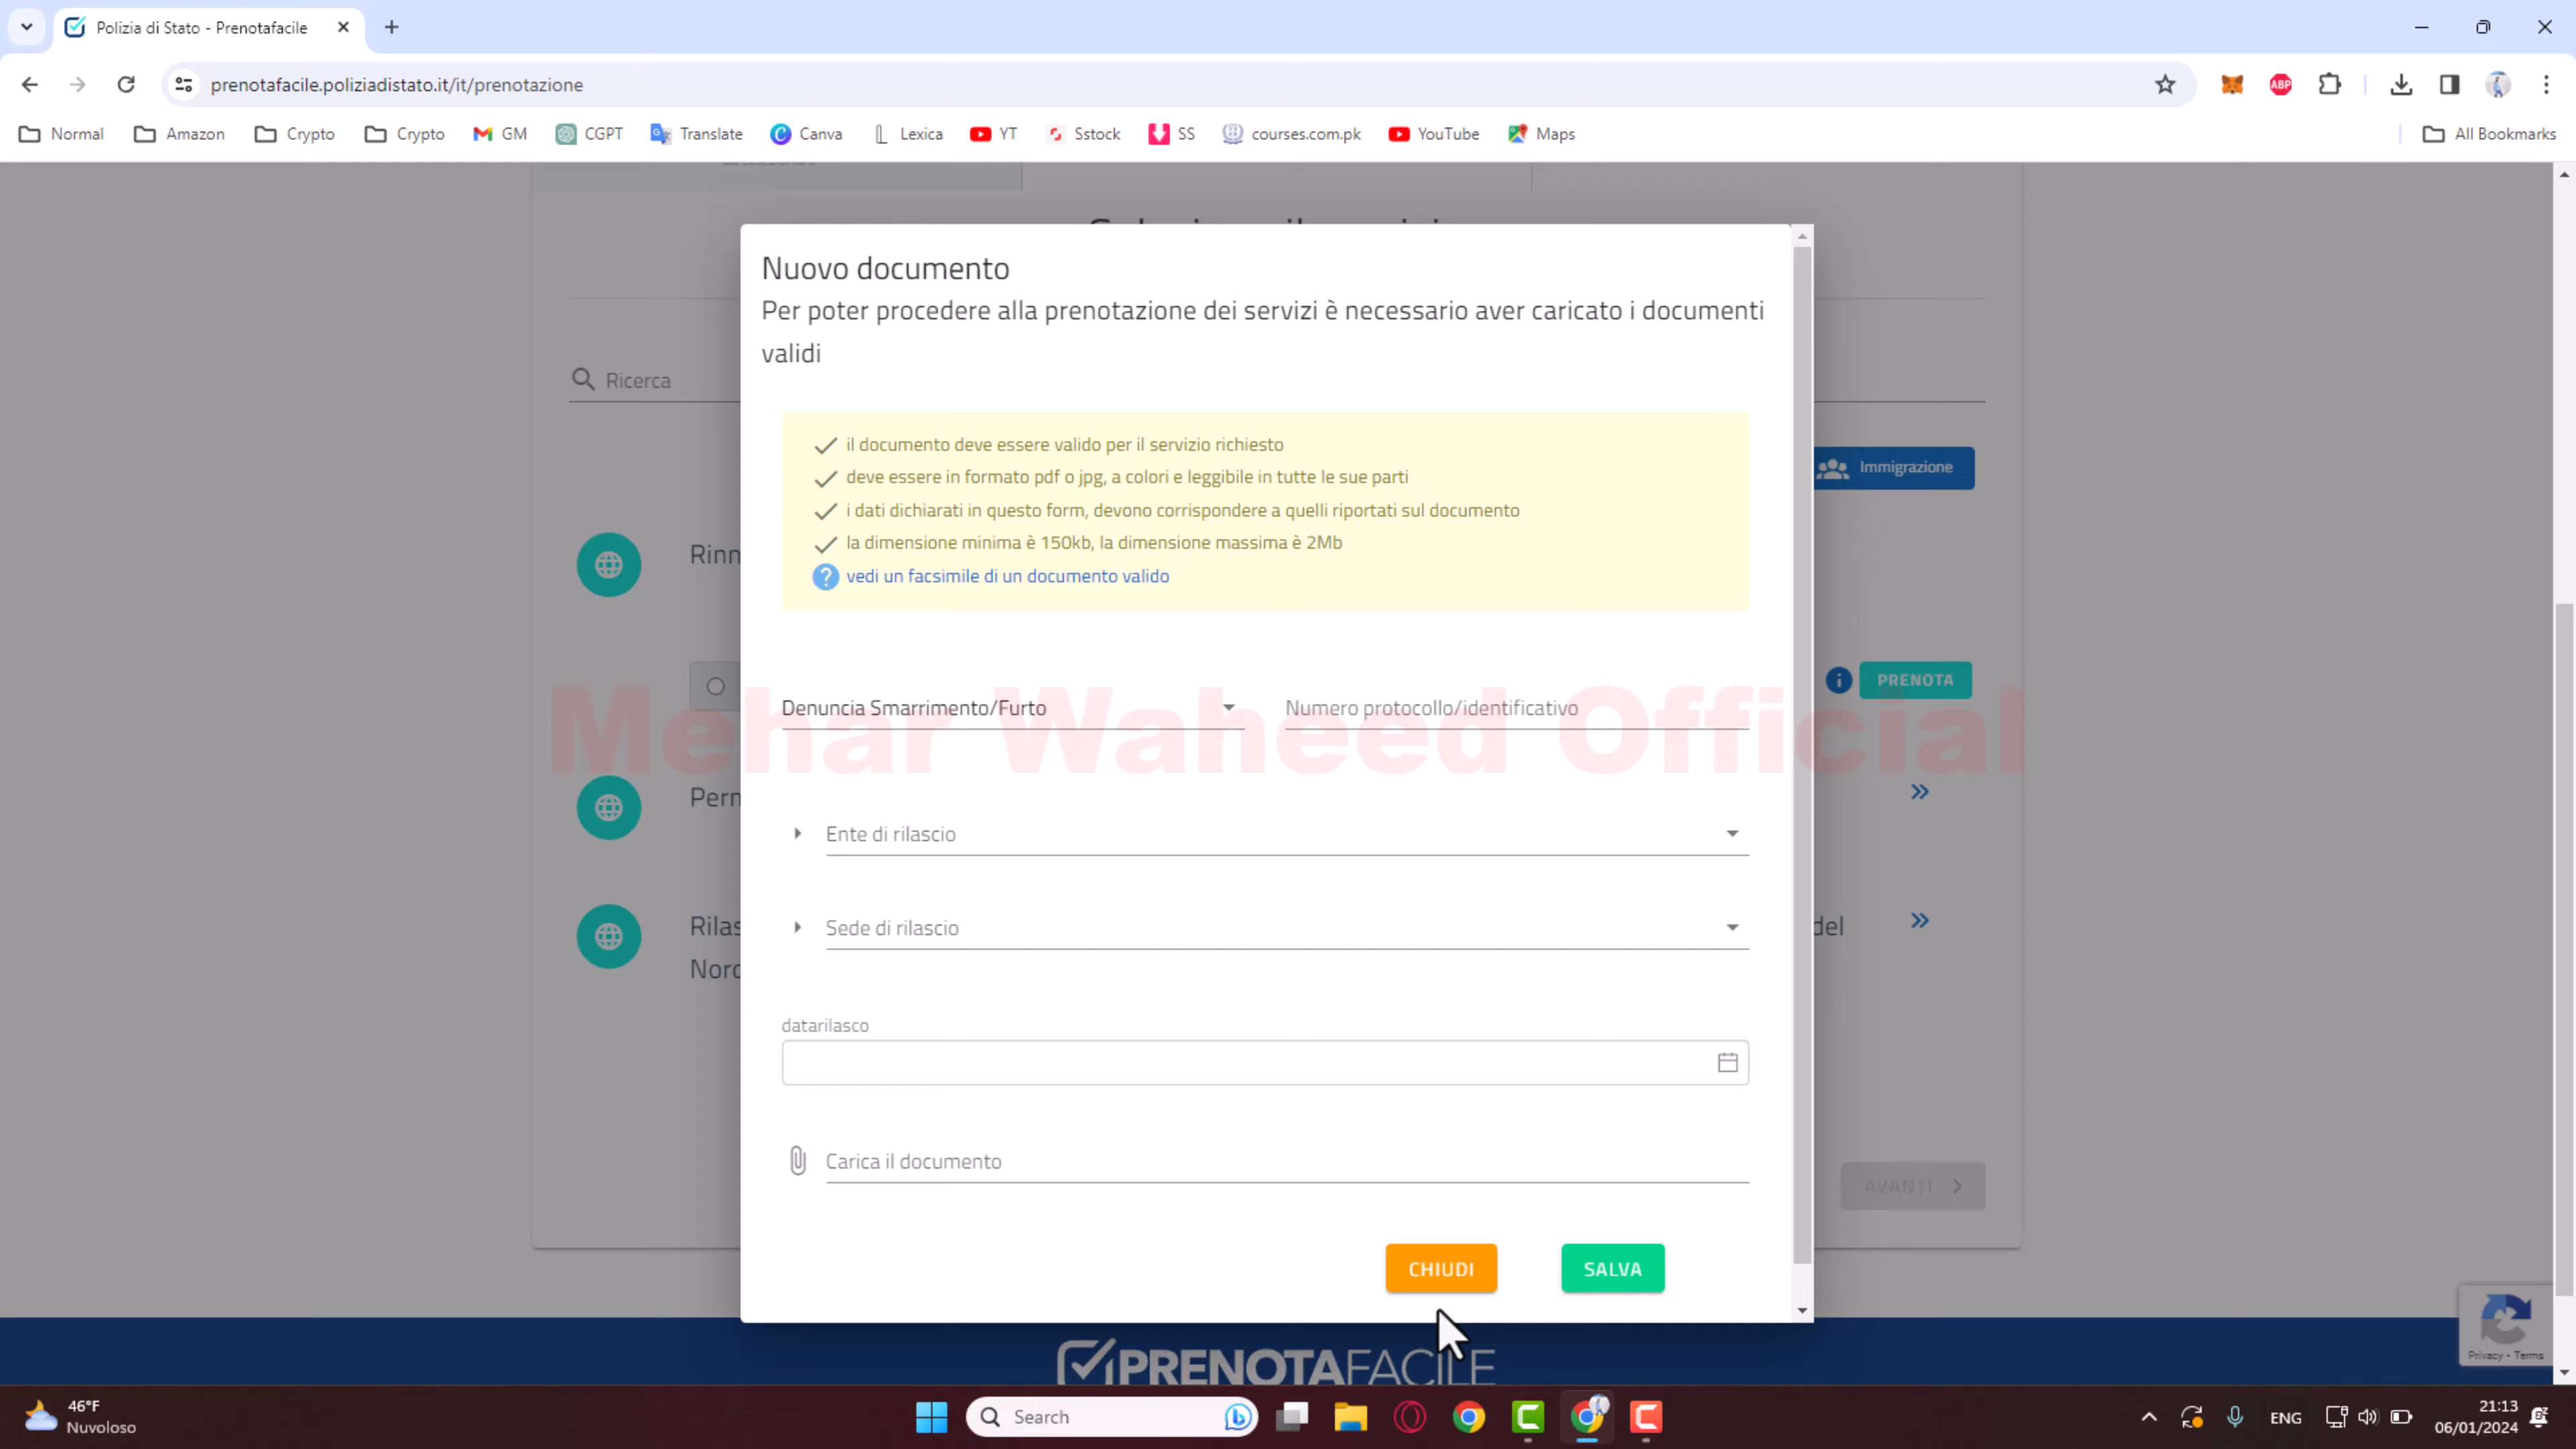 Polizia di Stato - Prenotafacile
prenotafacile.poliziadistato.it/it/prenotazione
ABP
Normal Amazon Crypto Crypto GM CGPT Translate Canva Lexica YT Sstock SS courses.com.pk YouTube Maps All Bookmarks
Nuovo documento
Per poter procedere alla prenotazione dei servizi è necessario aver caricato i documenti
validi
Ricerca
il documento deve essere valido per il servizio richiesto
deve essere in formato pdf o jpg, a colori e leggibile in tutte le sue parti
i dati dichiarati in questo form, devono corrispondere a quelli riportati sul documento
la dimensione minima è 150kb, la dimensione massima è 2Mb
vedi un facsimile di un documento valido
Immigrazione
Rinn
PRENOTA
Denuncia Smarrimento/Furto Numero protocollo/identificativo
Mehar Waheed Official
Perm
Ente di rilascio
Rilas
del
Nord
Sede di rilascio
datarilasco
Carica il documento
AVANTI
CHIUDI SALVA
PRENOTAFACILE
Privacy - Terms
46°F
Nuvoloso
Search
ENG
21:13
06/01/2024